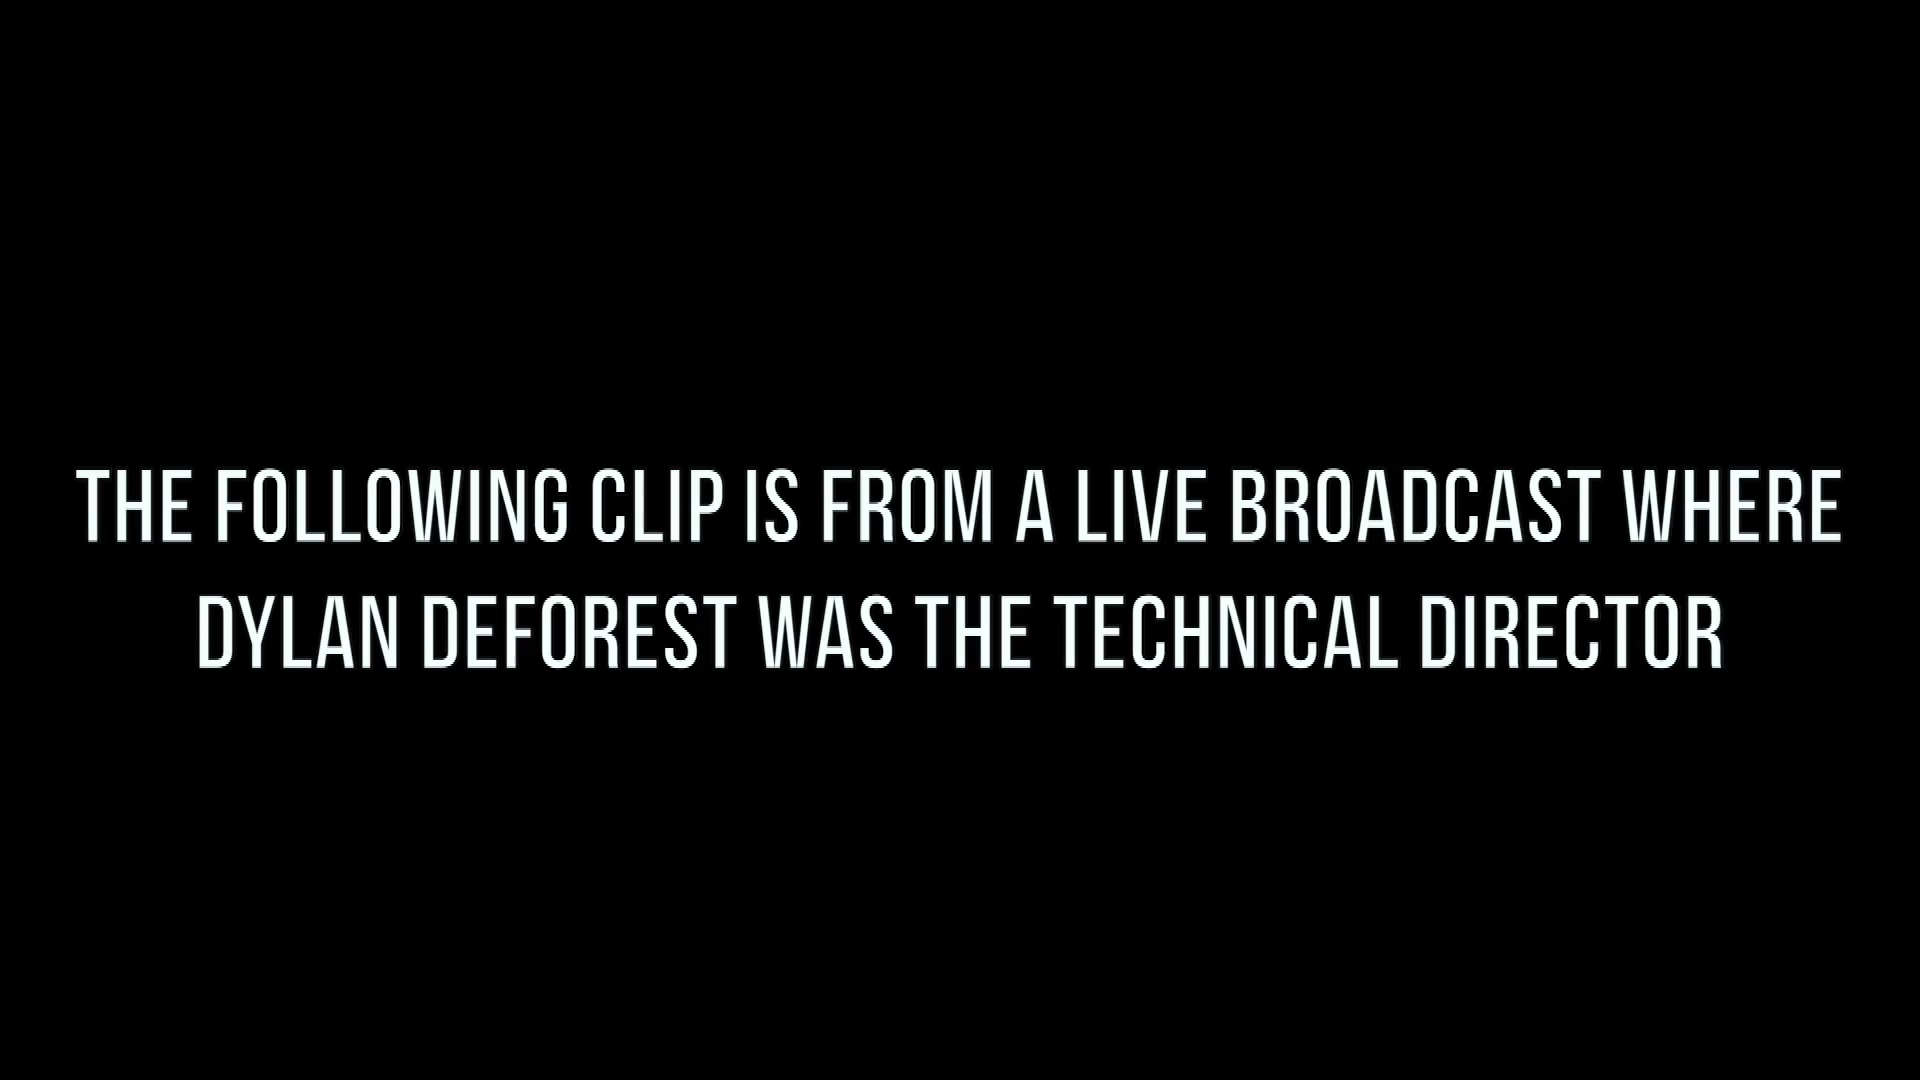 THE FOLLOWING CLIP IS FROM A LIVE BROADCAST WHERE
DYLAN DEFOREST WAS THE TECHNICAL DIRECTOR